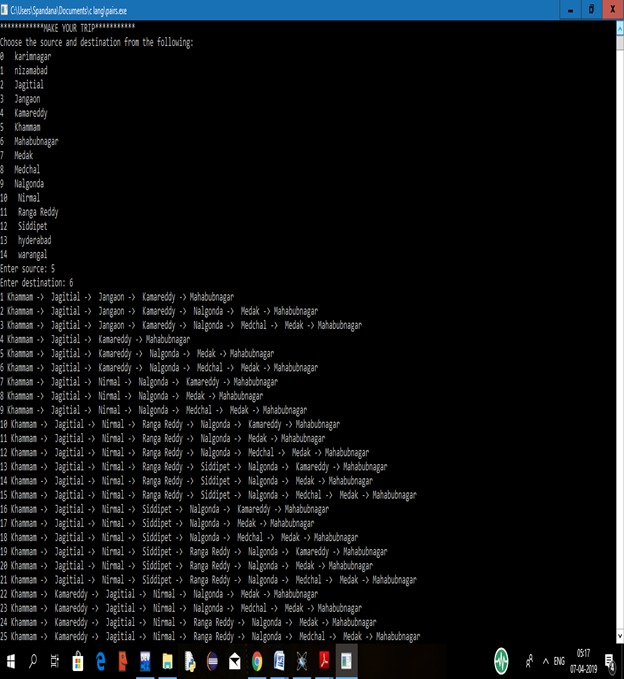 C:\Users\Spandana\Documents\c lang\pairs.exe
************MAKE YOUR TRIP***********
Choose the source and destination from the following:
0 karimnagar
1 nizamabad
2 Jagitial
3 Jangaon
4 Kamareddy
5 Khammam
6 Mahabubnagar
7 Medak
8 Medchal
9 Nalgonda
10 Nirmal
11 Ranga Reddy
12 Siddipet
13 hyderabad
14 warangal
Enter source: 5
Enter destination: 6
1 Khammam -> Jagitial -> Jangaon -> Kamareddy -> Mahabubnagar
2 Khammam -> Jagitial -> Jangaon -> Kamareddy -> Nalgonda -> Medak -> Mahabubnagar
3 Khammam -> Jagitial -> Jangaon -> Kamareddy -> Nalgonda -> Medchal -> Medak -> Mahabubnagar
4 Khammam -> Jagitial -> Kamareddy -> Mahabubnagar
5 Khammam -> Jagitial -> Kamareddy -> Nalgonda -> Medak -> Mahabubnagar
6 Khammam -> Jagitial -> Kamareddy -> Nalgonda -> Medchal -> Medak -> Mahabubnagar
7 Khammam -> Jagitial -> Nirmal -> Nalgonda -> Kamareddy -> Mahabubnagar
8 Khammam -> Jagitial -> Nirmal -> Nalgonda -> Medak -> Mahabubnagar
9 Khammam -> Jagitial -> Nirmal -> Nalgonda -> Medchal -> Medak -> Mahabubnagar
10 Khammam -> Jagitial -> Nirmal -> Ranga Reddy -> Nalgonda -> Kamareddy -> Mahabubnagar
11 Khammam -> Jagitial -> Nirmal -> Ranga Reddy -> Nalgonda -> Medak -> Mahabubnagar
12 Khammam -> Jagitial -> Nirmal -> Ranga Reddy -> Nalgonda -> Medchal -> Medak -> Mahabubnagar
13 Khammam -> Jagitial -> Nirmal -> Ranga Reddy -> Siddipet -> Nalgonda -> Kamareddy -> Mahabubnagar
14 Khammam -> Jagitial -> Nirmal -> Ranga Reddy -> Siddipet -> Nalgonda -> Medak -> Mahabubnagar
15 Khammam -> Jagitial -> Nirmal -> Ranga Reddy -> Siddipet -> Nalgonda -> Medchal -> Medak -> Mahabubnagar
16 Khammam -> Jagitial -> Nirmal -> Siddipet -> Nalgonda -> Kamareddy -> Mahabubnagar
17 Khammam -> Jagitial -> Nirmal -> Siddipet -> Nalgonda -> Medak -> Mahabubnagar
18 Khammam -> Jagitial -> Nirmal -> Siddipet -> Nalgonda -> Medchal -> Medak -> Mahabubnagar
19 Khammam -> Jagitial -> Nirmal -> Siddipet -> Ranga Reddy -> Nalgonda -> Kamareddy -> Mahabubnagar
20 Khammam -> Jagitial -> Nirmal -> Siddipet -> Ranga Reddy -> Nalgonda -> Medak -> Mahabubnagar
21 Khammam -> Jagitial -> Nirmal -> Siddipet -> Ranga Reddy -> Nalgonda -> Medchal -> Medak -> Mahabubnagar
22 Khammam -> Kamareddy -> Jagitial -> Nirmal -> Nalgonda -> Medak -> Mahabubnagar
23 Khammam -> Kamareddy -> Jagitial -> Nirmal -> Nalgonda -> Medchal -> Medak -> Mahabubnagar
24 Khammam -> Kamareddy -> Jagitial -> Nirmal -> Ranga Reddy -> Nalgonda -> Medak -> Mahabubnagar
25 Khammam -> Kamareddy -> Jagitial -> Nirmal -> Ranga Reddy -> Nalgonda -> Medchal -> Medak -> Mahabubnagar
ENG
05:17
07-04-2019